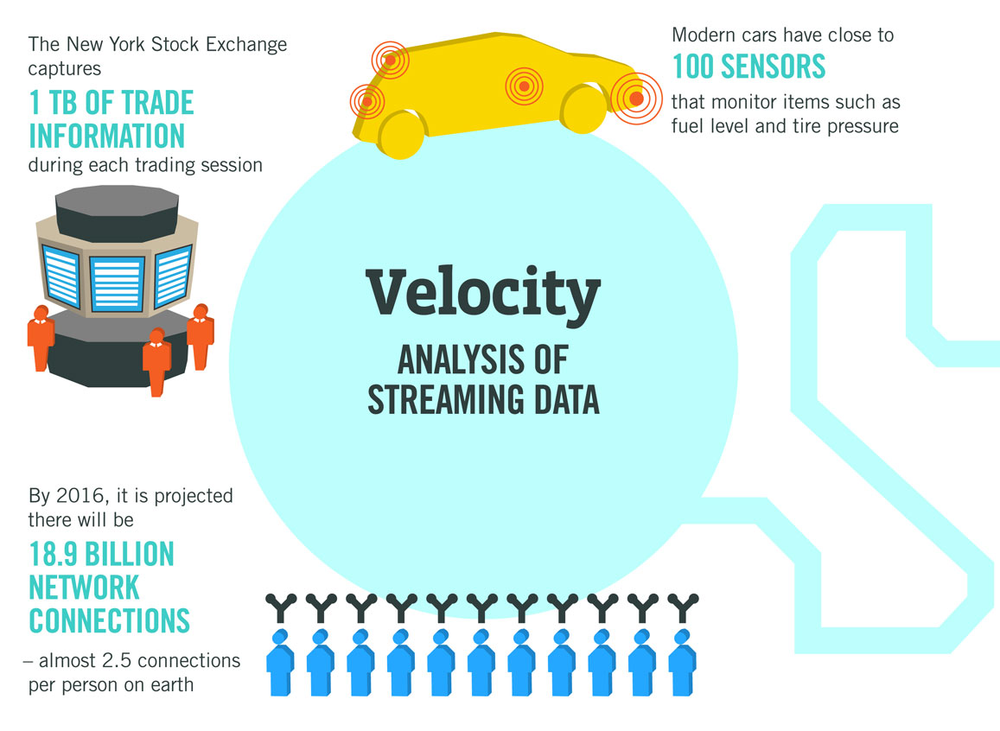 The New York Stock Exchange
captures
1 TB OF TRADE
INFORMATION
during each trading session
Modern cars have close to
100 SENSORS
that monitor items such as
fuel level and tire pressure
Velocity
ANALYSIS OF
STREAMING DATA
By 2016, it is projected
there will be
18.9 BILLION
NETWORK
CONNECTIONS
– almost 2.5 connections
per person on earth